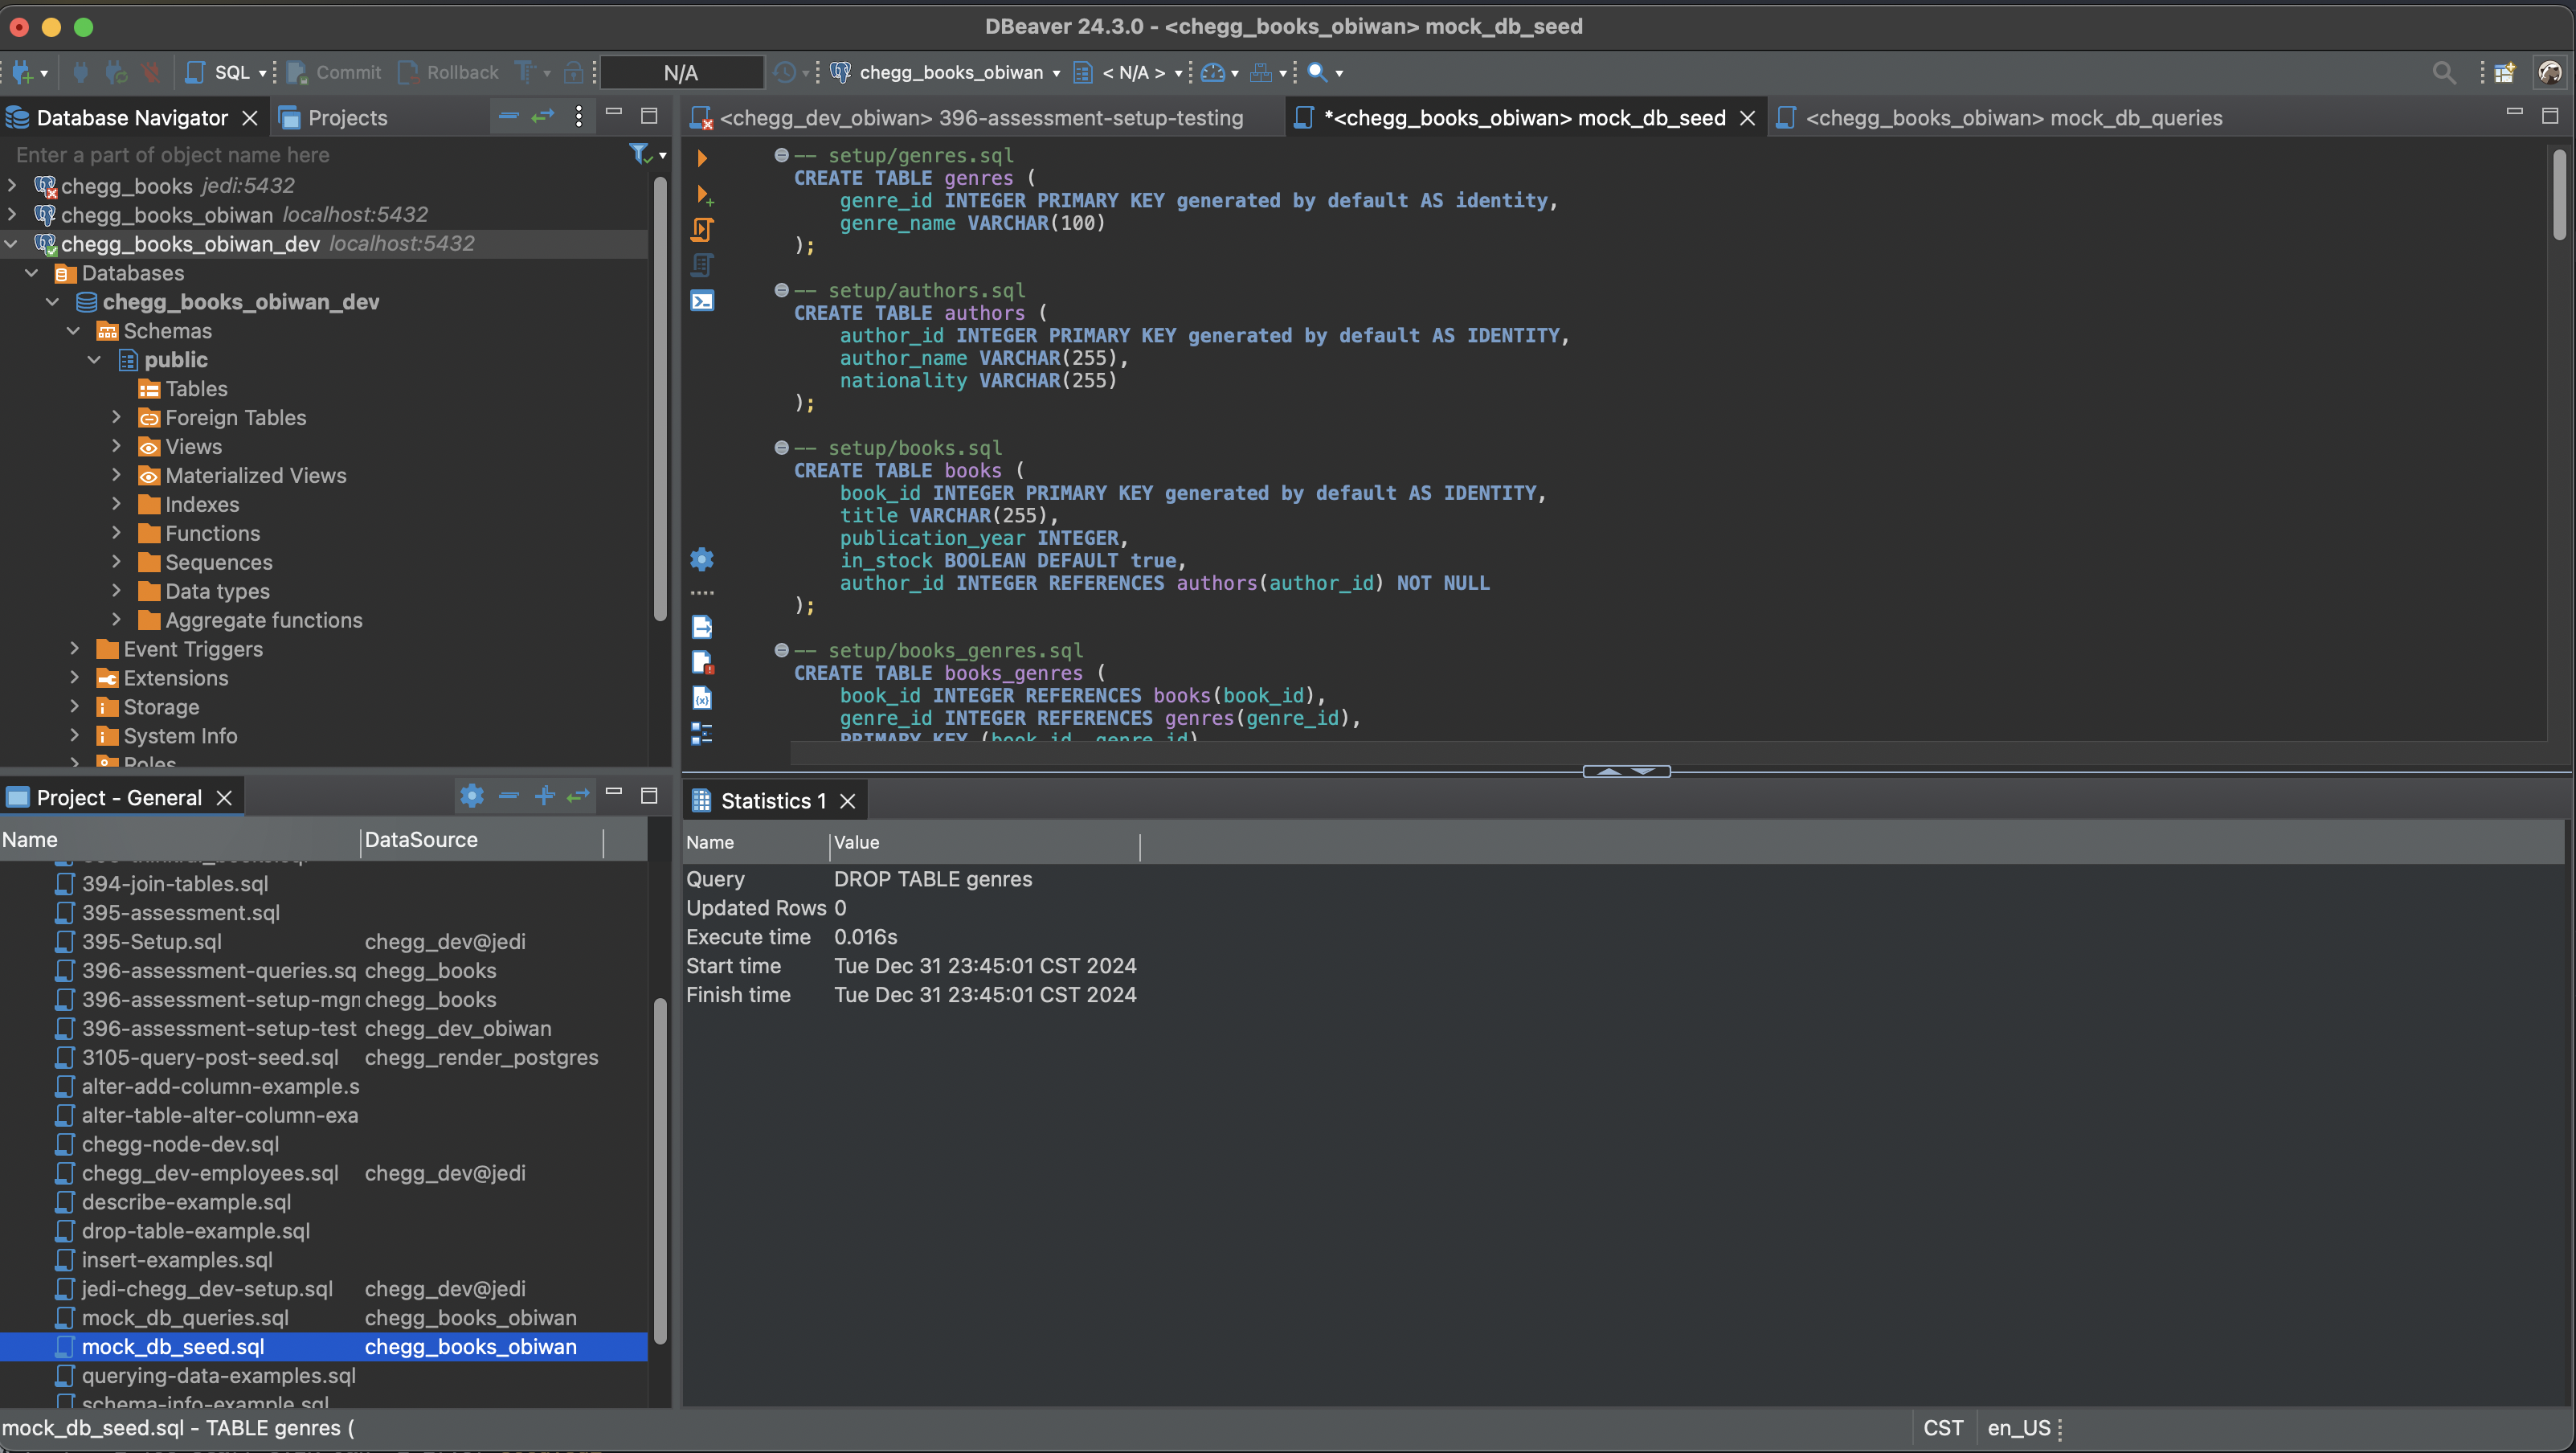 DBeaver 24.3.0 - <chegg_books_obiwan> mock_db_seed
SQL
Commit
Rollback
N/A
chegg_books_obiwan
< N/A >
Database Navigator
Projects
<chegg_dev_obiwan> 396-assessment-setup-testing
*<chegg_books_obiwan> mock_db_seed
<chegg_books_obiwan> mock_db_queries
Enter a part of object name here
chegg_books jedi:5432
chegg_books_obiwan localhost:5432
chegg_books_obiwan_dev localhost:5432
Databases
chegg_books_obiwan_dev
Schemas
public
Tables
Foreign Tables
Views
Materialized Views
Indexes
Functions
Sequences
Data types
Aggregate functions
Event Triggers
Extensions
Storage
System Info
Roles
-- setup/genres.sql
CREATE TABLE genres (
genre_id INTEGER PRIMARY KEY generated by default AS identity,
genre_name VARCHAR(100)
);
-- setup/authors.sql
CREATE TABLE authors (
author_id INTEGER PRIMARY KEY generated by default AS IDENTITY,
author_name VARCHAR(255),
nationality VARCHAR(255)
);
-- setup/books.sql
CREATE TABLE books (
book_id INTEGER PRIMARY KEY generated by default AS IDENTITY,
title VARCHAR(255),
publication_year INTEGER,
in_stock BOOLEAN DEFAULT true,
author_id INTEGER REFERENCES authors(author_id) NOT NULL
);
-- setup/books_genres.sql
CREATE TABLE books_genres (
book_id INTEGER REFERENCES books(book_id),
genre_id INTEGER REFERENCES genres(genre_id),
PRIMARY KEY (book_id, genre_id)
Project - General
Name DataSource
394-join-tables.sql
395-assessment.sql
395-Setup.sql chegg_dev@jedi
396-assessment-queries.sq chegg_books
396-assessment-setup-mgr chegg_books
396-assessment-setup-test chegg_dev_obiwan
3105-query-post-seed.sql chegg_render_postgres
alter-add-column-example.s
alter-table-alter-column-exa
chegg-node-dev.sql
chegg_dev-employees.sql chegg_dev@jedi
describe-example.sql
drop-table-example.sql
insert-examples.sql
jedi-chegg_dev-setup.sql chegg_dev@jedi
mock_db_queries.sql chegg_books_obiwan
mock_db_seed.sql chegg_books_obiwan
querying-data-examples.sql
schema-info-example.sql
Statistics 1
Name Value
Query DROP TABLE genres
Updated Rows 0
Execute time 0.016s
Start time Tue Dec 31 23:45:01 CST 2024
Finish time Tue Dec 31 23:45:01 CST 2024
mock_db_seed.sql - TABLE genres (
CST
en_US